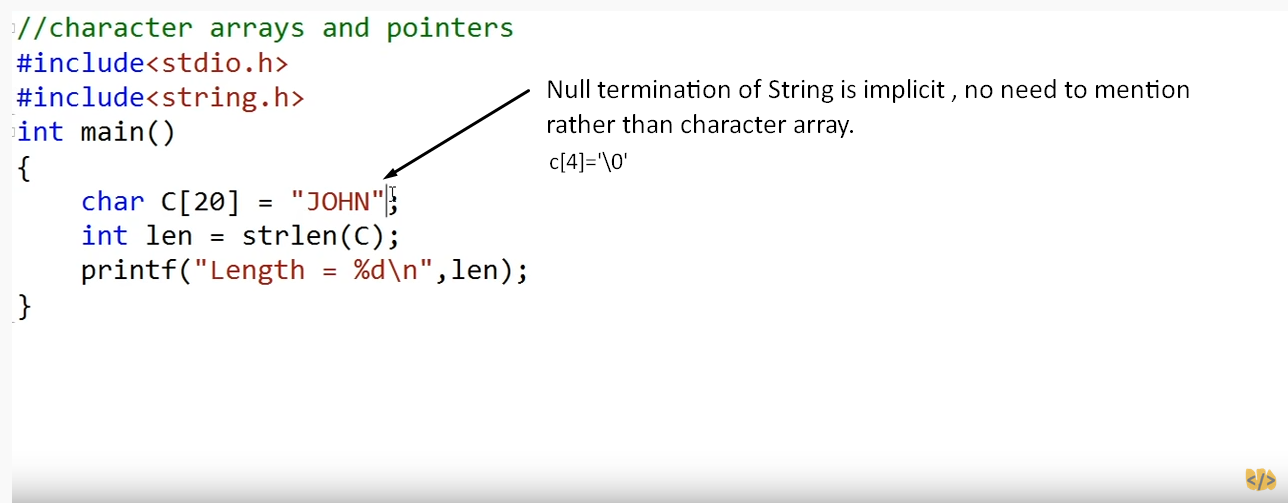 //character arrays and pointers
#include<stdio.h>
#include<string.h>
int main()
{
Null termination of String is implicit , no need to mention
rather than character array.
c[4]='\0'
char C[20] = "JOHN";
int len = strlen(C);
printf("Length = %d\n",len);
}
</>